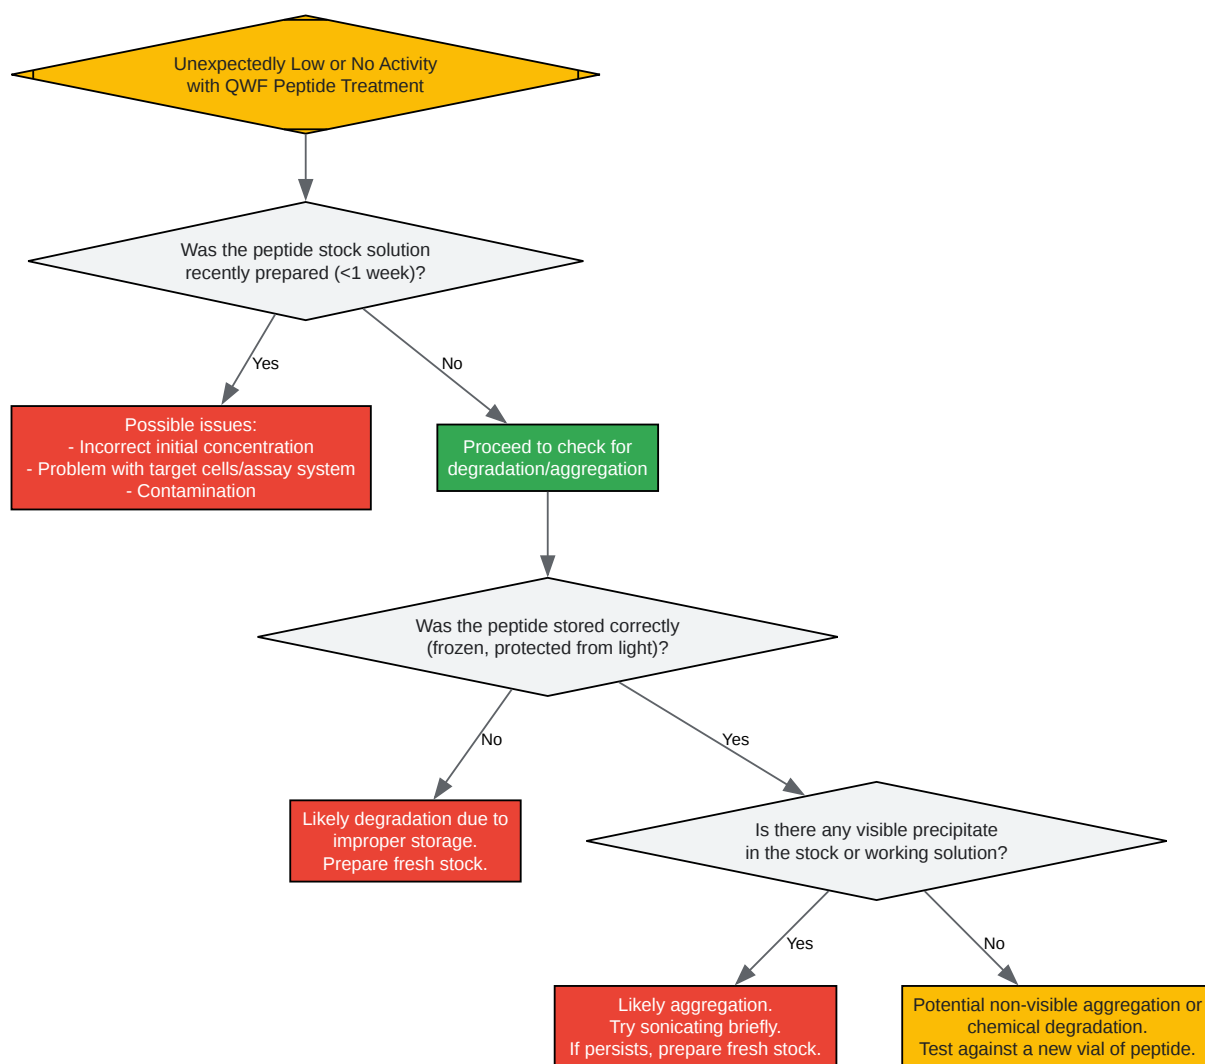 Unexpectedly Low or No Activity
with QWF Peptide Treatment
Was the peptide stock solution
recently prepared (<1 week)?
Yes
No
Possible issues:
- Incorrect initial concentration
- Problem with target cells/assay system
- Contamination
Proceed to check for
degradation/aggregation
Was the peptide stored correctly
(frozen, protected from light)?
No
Yes
Likely degradation due to
improper storage.
Prepare fresh stock.
Is there any visible precipitate
in the stock or working solution?
Yes
No
Likely aggregation.
Try sonicating briefly.
If persists, prepare fresh stock.
Potential non-visible aggregation or
chemical degradation.
Test against a new vial of peptide.